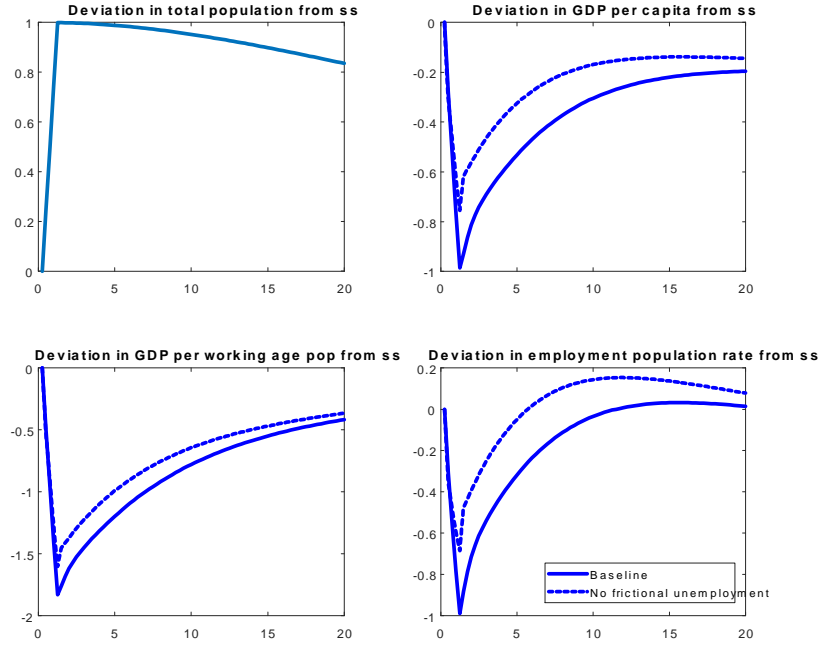 Deviation in total population from ss
1
0.8
0.6
0.4
0.2
0
0 5 10 15 20
Deviation in GDP per capita from ss
0
-0.2
-0.4
-0.6
-0.8
-1
0 5 10 15 20
Deviation in GDP per working age pop from ss
0
-0.5
-1
-1.5
-2
0 5 10 15 20
Deviation in employment population rate from ss
0.2
0
-0.2
-0.4
-0.6
-0.8
-1
0 5 10 15 20
Baseline
No frictional unemployment